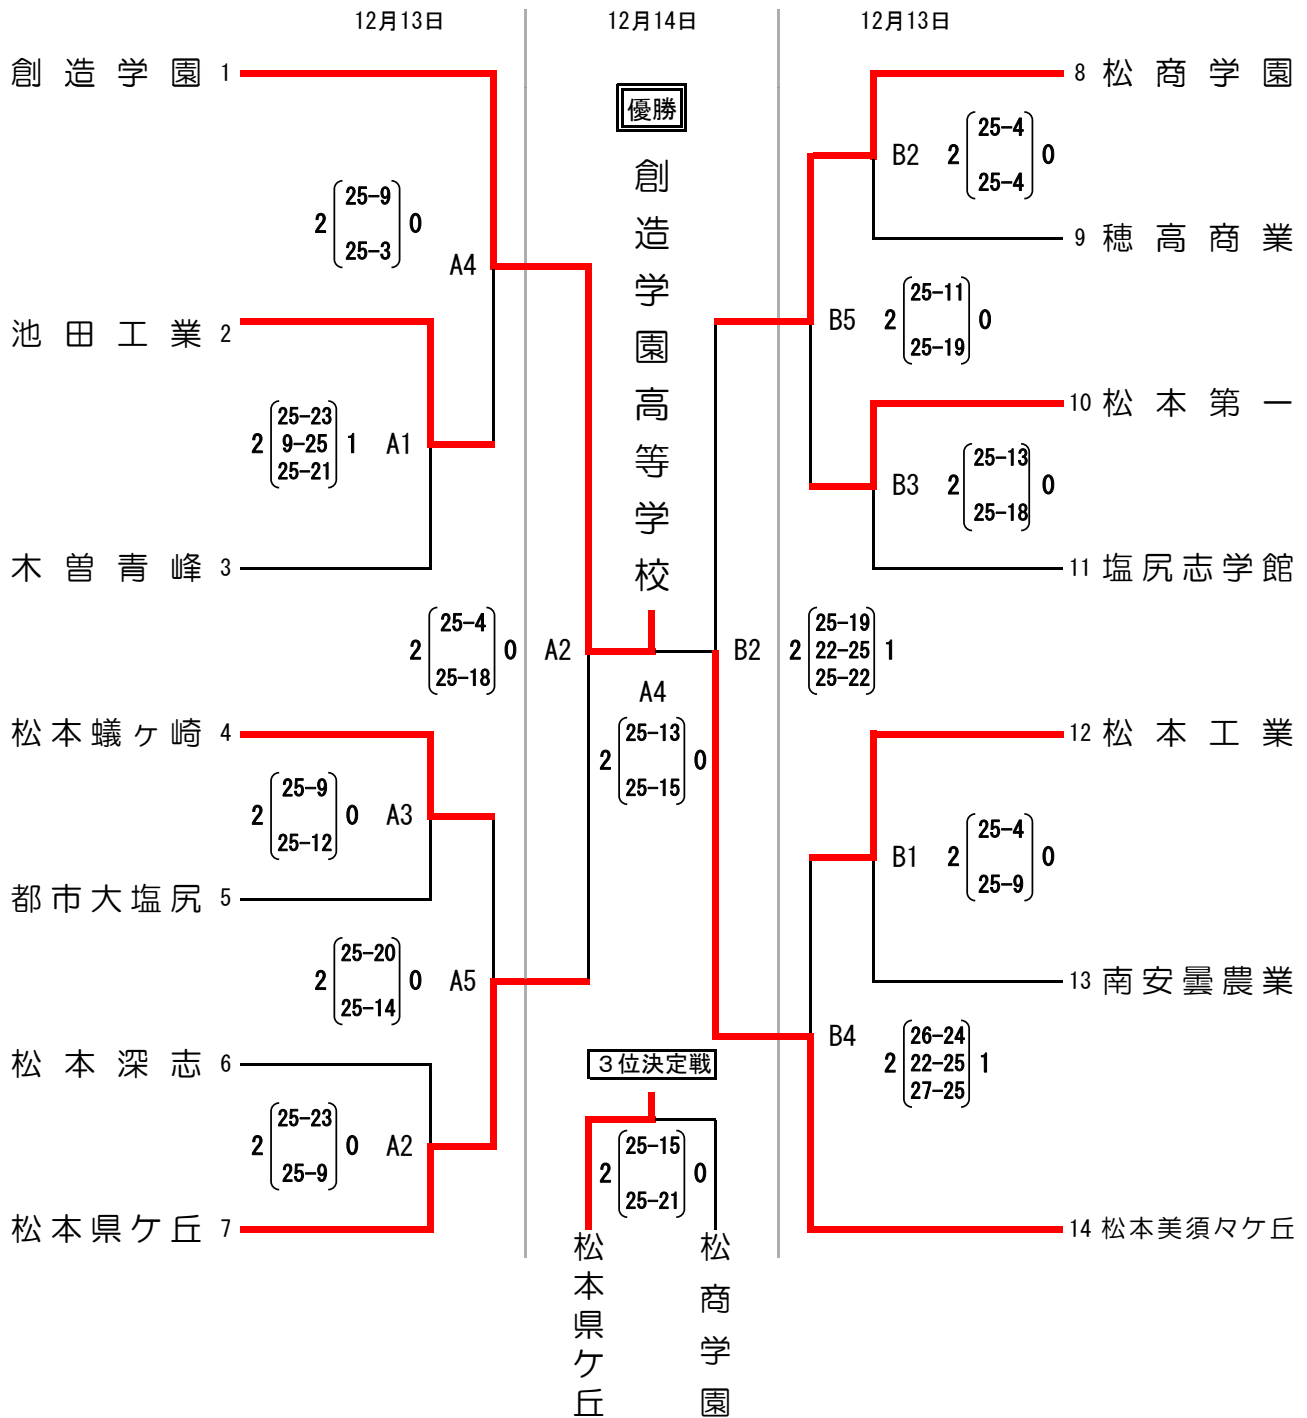 12月13日
12月14日
12月13日
創造学園 1
池田工業 2
木曽青峰 3
松本蟻ヶ崎 4
都市大塩尻 5
松本深志 6
松本県ケ丘 7
A4
2 25-9 0
25-3
A1
2 25-23 1
9-25
25-21
A2
2 25-4 0
25-18
A3
2 25-9 0
25-12
A5
2 25-20 0
25-14
A2
2 25-23 0
25-9
優勝
創造学園高等学校
A4
2 25-13 0
25-15
3位決定戦
2 25-15 0
25-21
松本県ケ丘
松商学園
8 松商学園
9 穂高商業
10 松本第一
11 塩尻志学館
12 松本工業
13 南安曇農業
14 松本美須々ケ丘
B2
2 25-4 0
25-4
B5
2 25-11 0
25-19
B3
2 25-13 0
25-18
B2
2 25-19 1
22-25
25-22
B1
2 25-4 0
25-9
B4
2 26-24 1
22-25
27-25